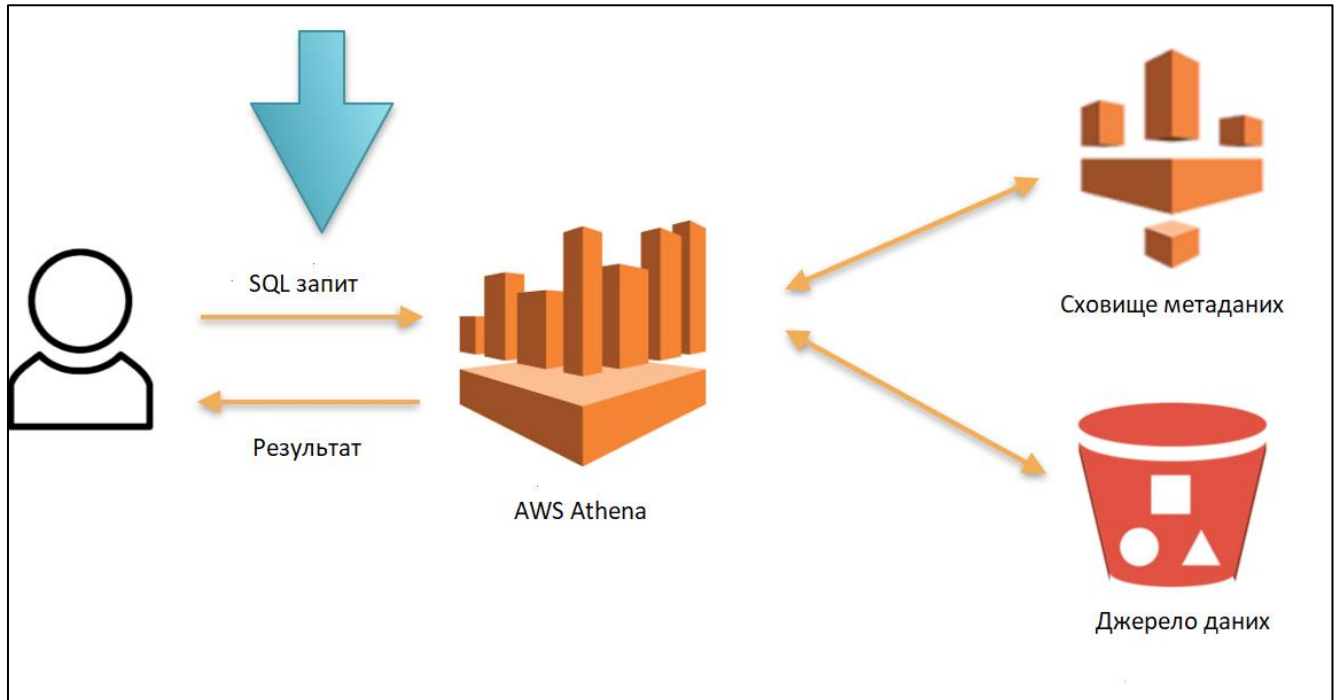 SQL запит
Результат
AWS Athena
Сховище метаданих
Джерело даних